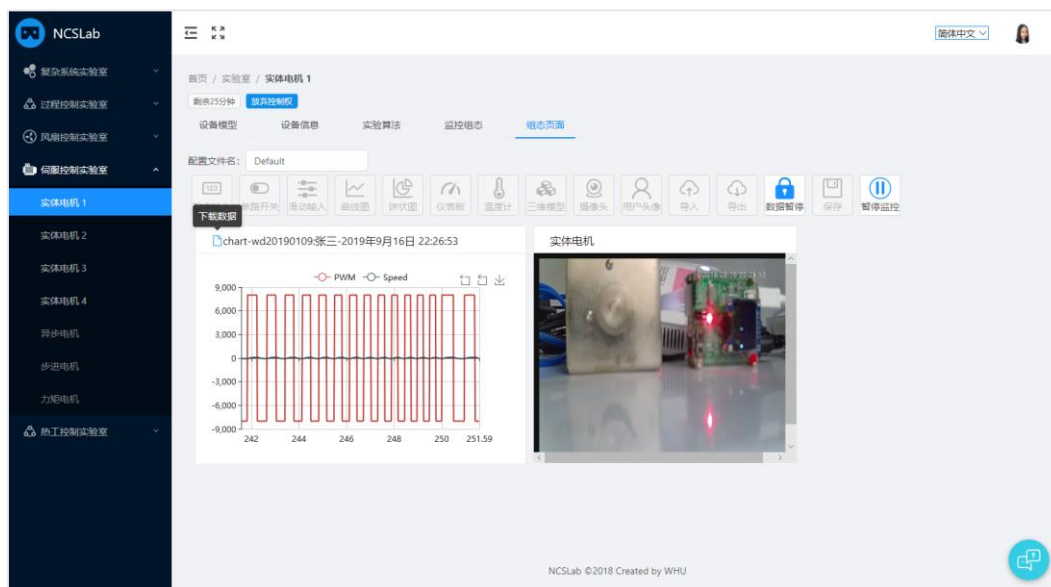 NCSLab
简体中文
复杂系统实验室
过程控制实验室
风扇控制实验室
伺服控制实验室
实体电机 1
实体电机 2
实体电机 3
实体电机 4
异步电机
步进电机
力矩电机
热工控制实验室
首页 / 实验室 / 实体电机 1
剩余25分钟 放弃控制权
设备模型 设备信息 实验算法 监控组态 组态页面
配置文件名: Default
123
滑动输入 曲线图 饼状图 仪表板 温度计 三维模型 摄像头 用户头像 导入 导出 数据暂停 保存 暂停监控
下载数据
chart-wd20190109:张三-2019年9月16日 22:26:53
PWM Speed
9,000
6,000
3,000
0
-3,000
-6,000
-9,000
242 244 246 248 250 251.59
实体电机
NCSLab ©2018 Created by WHU